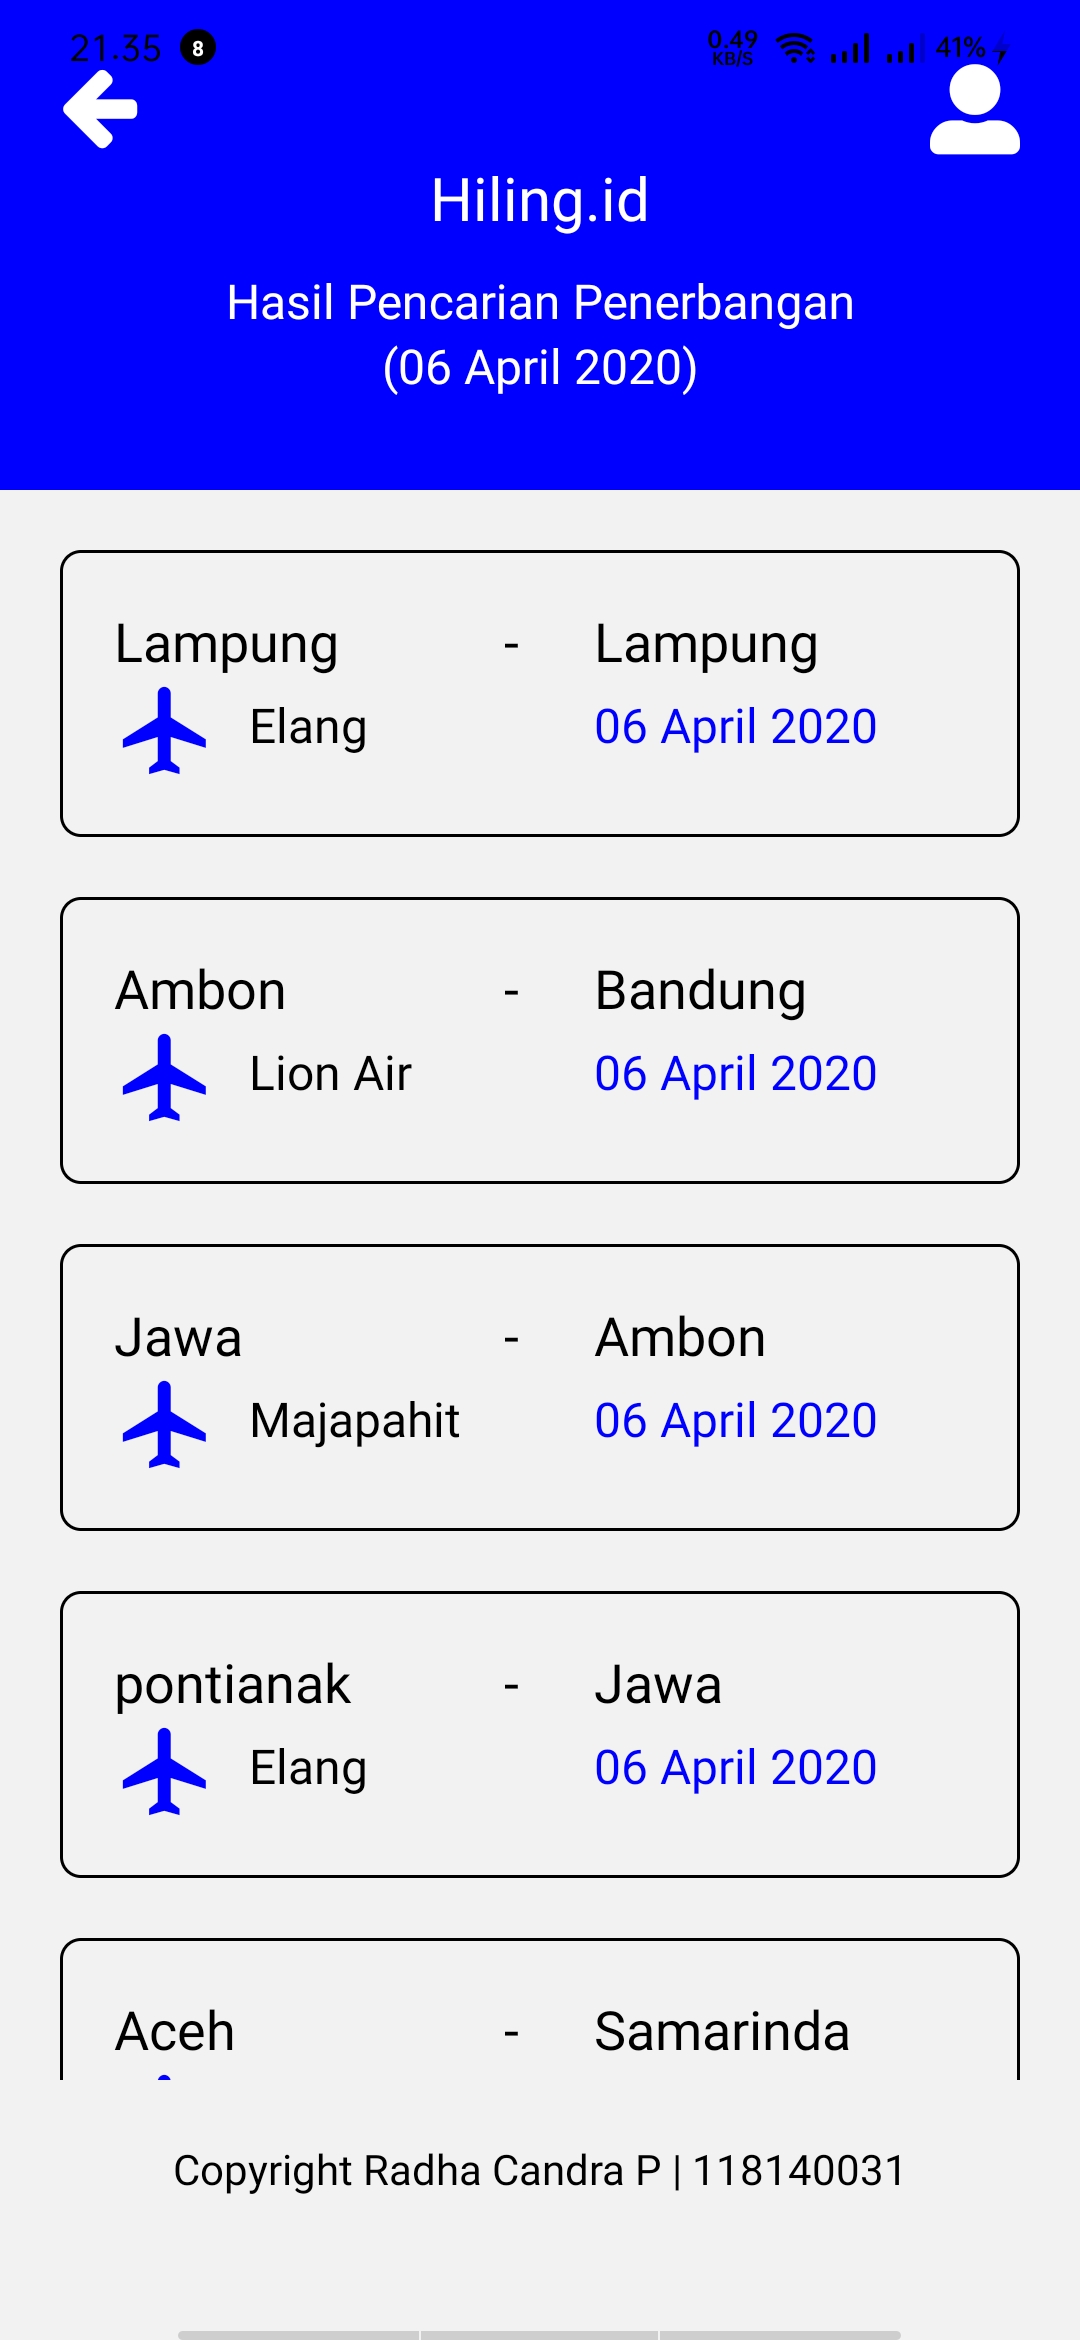 21.35 8 0.49 KB/S 41%
Hiling.id
Hasil Pencarian Penerbangan
(06 April 2020)
Lampung - Lampung
Elang 06 April 2020
Ambon - Bandung
Lion Air 06 April 2020
Jawa - Ambon
Majapahit 06 April 2020
pontianak - Jawa
Elang 06 April 2020
Aceh - Samarinda
Copyright Radha Candra P | 118140031